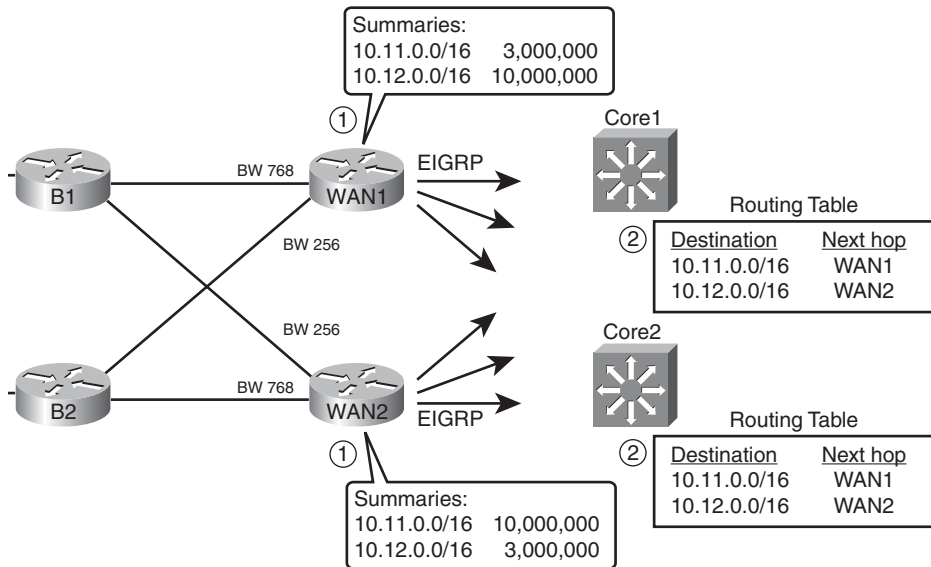 Summaries:
10.11.0.0/16 3,000,000
10.12.0.0/16 10,000,000
1
Core1
BW 768
EIGRP
B1
WAN1
Routing Table
2
Destination Next hop
10.11.0.0/16 WAN1
10.12.0.0/16 WAN2
BW 256
BW 256
Core2
BW 768
B2
WAN2
EIGRP
Routing Table
1
2
Destination Next hop
10.11.0.0/16 WAN1
10.12.0.0/16 WAN2
Summaries:
10.11.0.0/16 10,000,000
10.12.0.0/16 3,000,000